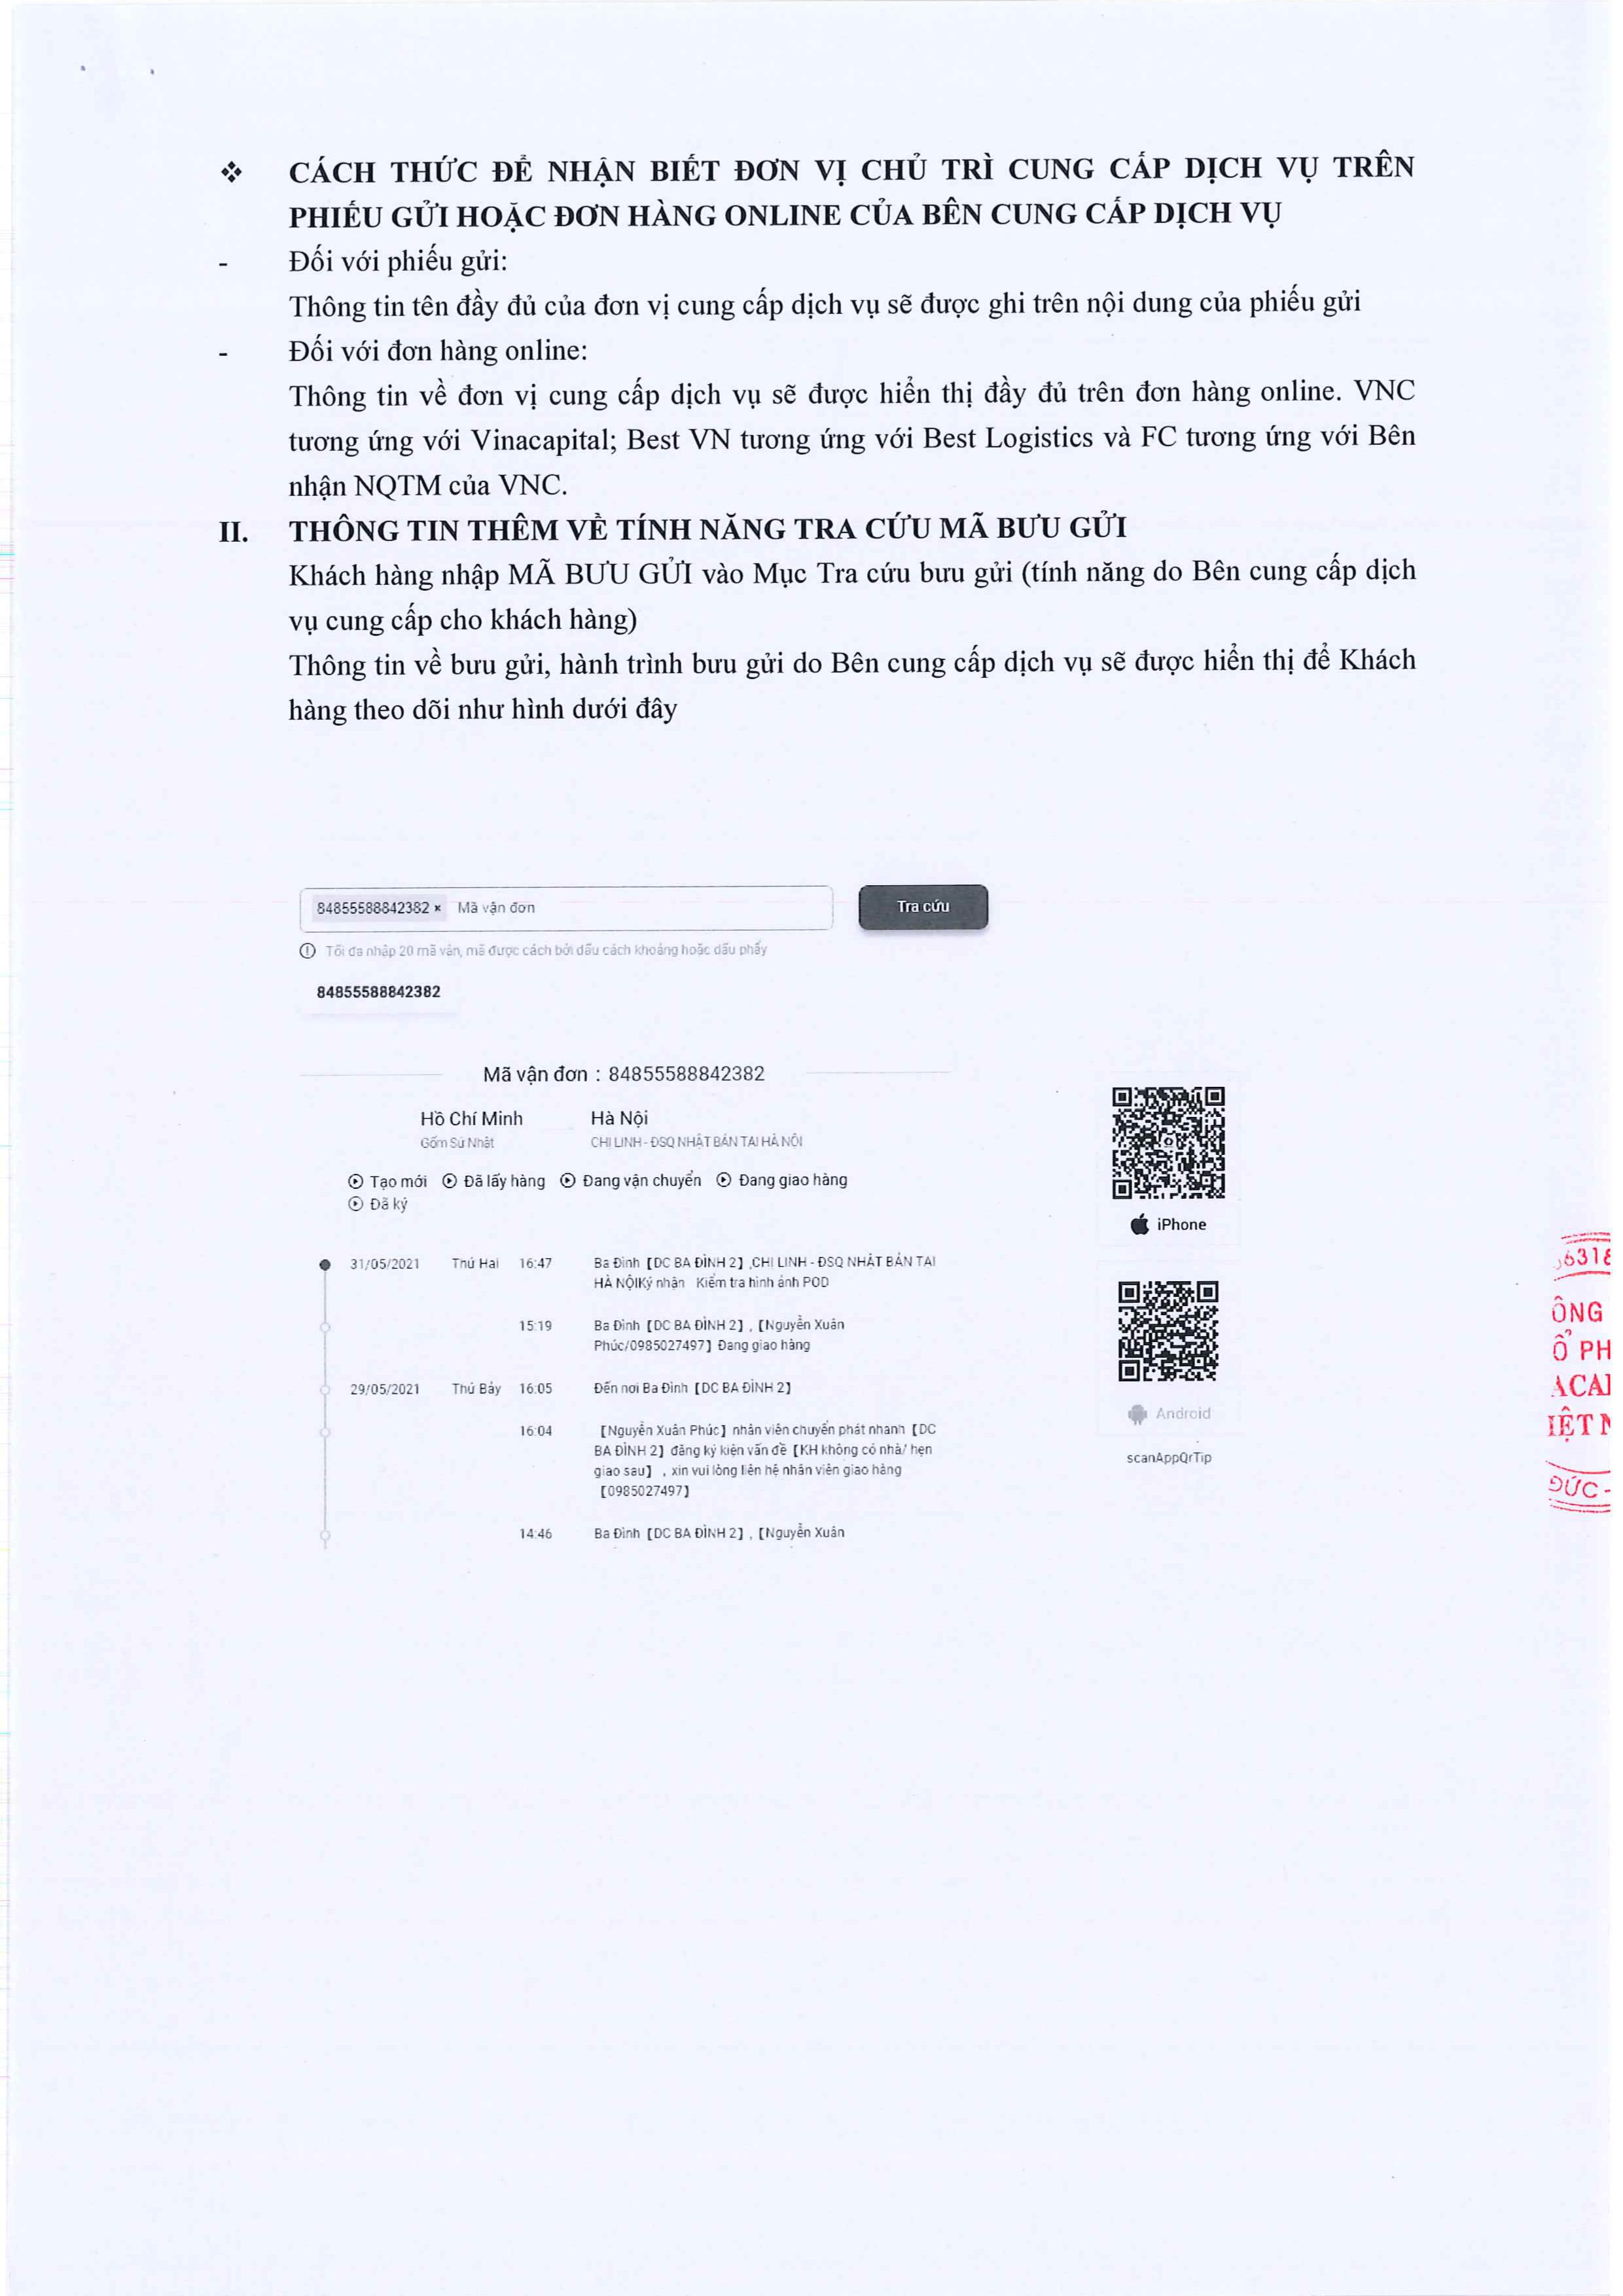 ❖ CÁCH THỨC ĐỂ NHẬN BIẾT ĐƠN VỊ CHỦ TRÌ CUNG CẤP DỊCH VỤ TRÊN
PHIẾU GỬI HOẶC ĐƠN HÀNG ONLINE CỦA BÊN CUNG CẤP DỊCH VỤ
- Đối với phiếu gửi:
Thông tin tên đầy đủ của đơn vị cung cấp dịch vụ sẽ được ghi trên nội dung của phiếu gửi
- Đối với đơn hàng online:
Thông tin về đơn vị cung cấp dịch vụ sẽ được hiển thị đầy đủ trên đơn hàng online. VNC
tương ứng với Vinacapital; Best VN tương ứng với Best Logistics và FC tương ứng với Bên
nhận NQTM của VNC.
II. THÔNG TIN THÊM VỀ TÍNH NĂNG TRA CỨU MÃ BƯU GỬI
Khách hàng nhập MÃ BƯU GỬI vào Mục Tra cứu bưu gửi (tính năng do Bên cung cấp dịch
vụ cung cấp cho khách hàng)
Thông tin về bưu gửi, hành trình bưu gửi do Bên cung cấp dịch vụ sẽ được hiển thị để Khách
hàng theo dõi như hình dưới đây
84855588842382 × Mã vận đơn Tra cứu
Tối đa nhập 20 mã vận, mã được cách bởi dấu cách khoảng hoặc dấu phẩy
84855588842382
Mã vận đơn : 84855588842382
Hồ Chí Minh Hà Nội
Gốm Sứ Nhật CHỊ LINH - ĐSQ NHẬT BẢN TẠI HÀ NỘI
Tạo mới Đã lấy hàng Đang vận chuyển Đang giao hàng
Đã ký
iPhone
31/05/2021 Thứ Hai 16:47 Ba Đình【DC BA ĐÌNH 2】,CHỊ LINH - ĐSQ NHẬT BẢN TẠI
HÀ NỘI Ký nhận Kiểm tra hình ảnh POD
15:19 Ba Đình【DC BA ĐÌNH 2】,【Nguyễn Xuân
Phúc/0985027497】Đang giao hàng
29/05/2021 Thứ Bảy 16:05 Đến nơi Ba Đình【DC BA ĐÌNH 2】
Android
16:04 【Nguyễn Xuân Phúc】nhân viên chuyển phát nhanh【DC
BA ĐÌNH 2】đăng ký kiện vấn đề【KH không có nhà/ hẹn
giao sau】, xin vui lòng liên hệ nhân viên giao hàng
【0985027497】
scanAppQrTip
14:46 Ba Đình【DC BA ĐÌNH 2】,【Nguyễn Xuân
6318
ÔNG
Ổ PH
ACAI
IỆT N
ĐỨC -